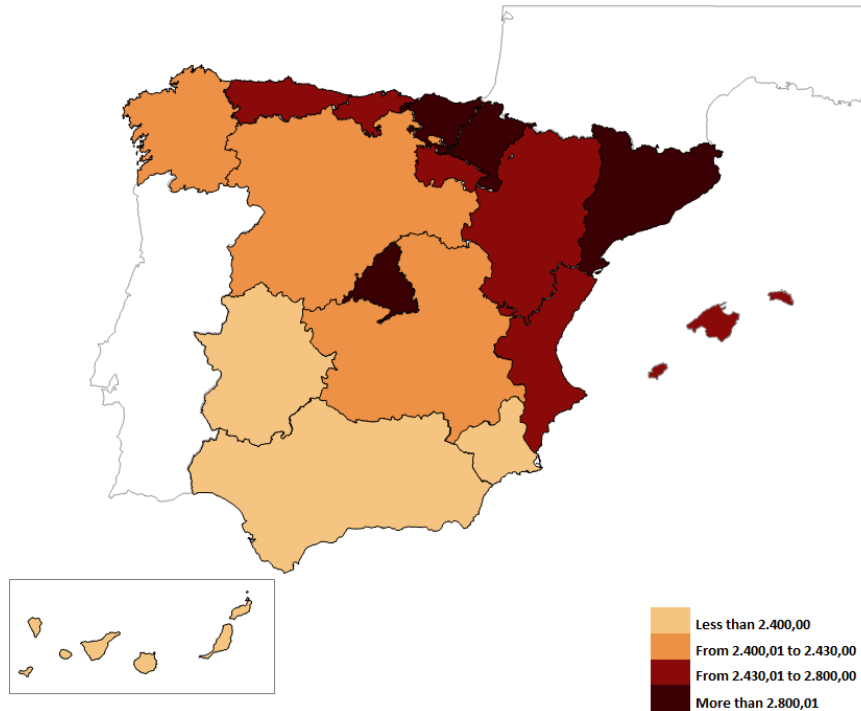 Less than 2.400,00
From 2.400,01 to 2.430,00
From 2.430,01 to 2.800,00
More than 2.800,01